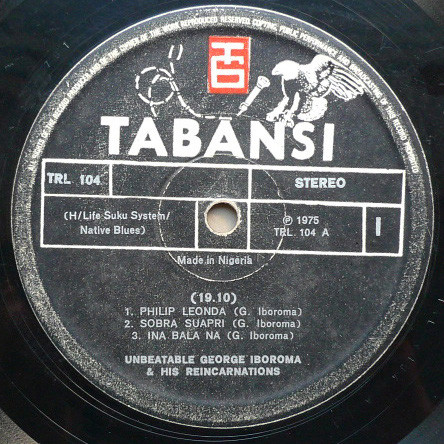 TABANSI
TRL 104
STEREO
(H/Life Suku System/
Native Blues)
℗ 1975
TRL 104 A
I
Made in Nigeria
(19.10)
1. PHILIP LEONDA (G. Iboroma)
2. SOBRA SUAPRI (G. Iboroma)
3. INA BALA NA (G. Iboroma)
UNBEATABLE GEORGE IBOROMA
& HIS REINCARNATIONS